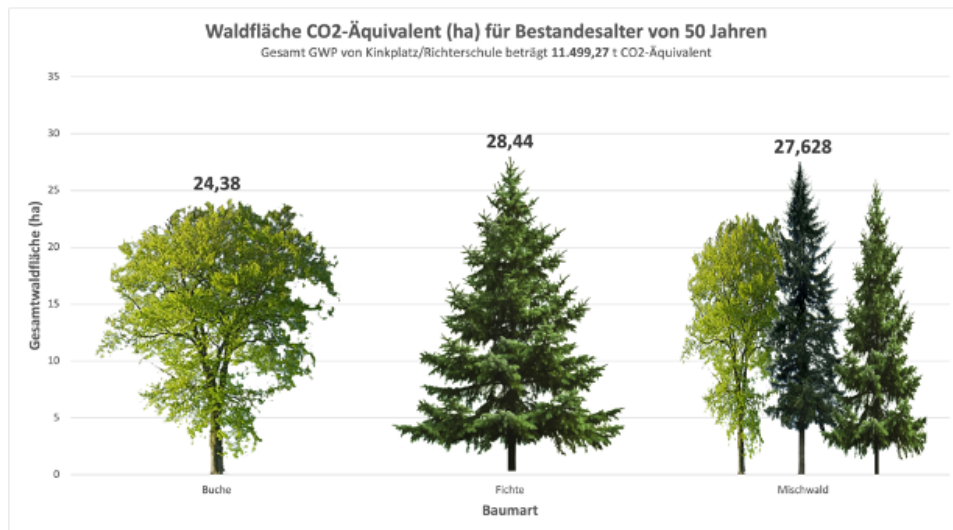 Waldfläche CO2-Äquivalent (ha) für Bestandesalter von 50 Jahren
Gesamt GWP von Kinkplatz/Richterschule beträgt 11.499,27 t CO2-Äquivalent
Gesamtwaldfläche (ha)
35
30
25
20
15
10
5
0
24,38
28,44
27,628
Buche
Fichte
Mischwald
Baumart